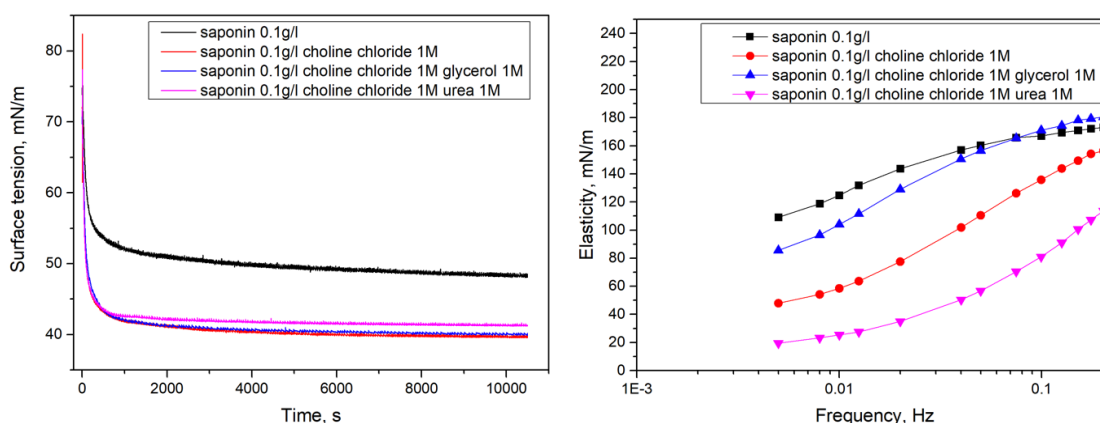 saponin 0.1g/l
saponin 0.1g/l choline chloride 1M
saponin 0.1g/l choline chloride 1M glycerol 1M
saponin 0.1g/l choline chloride 1M urea 1M
80
70
60
50
40
Surface tension, mN/m
0
2000
4000
6000
8000
10000
Time, s
saponin 0.1g/l
saponin 0.1g/l choline chloride 1M
saponin 0.1g/l choline chloride 1M glycerol 1M
saponin 0.1g/l choline chloride 1M urea 1M
240
220
200
180
160
140
120
100
80
60
40
20
0
Elasticity, mN/m
1E-3
0.01
0.1
Frequency, Hz